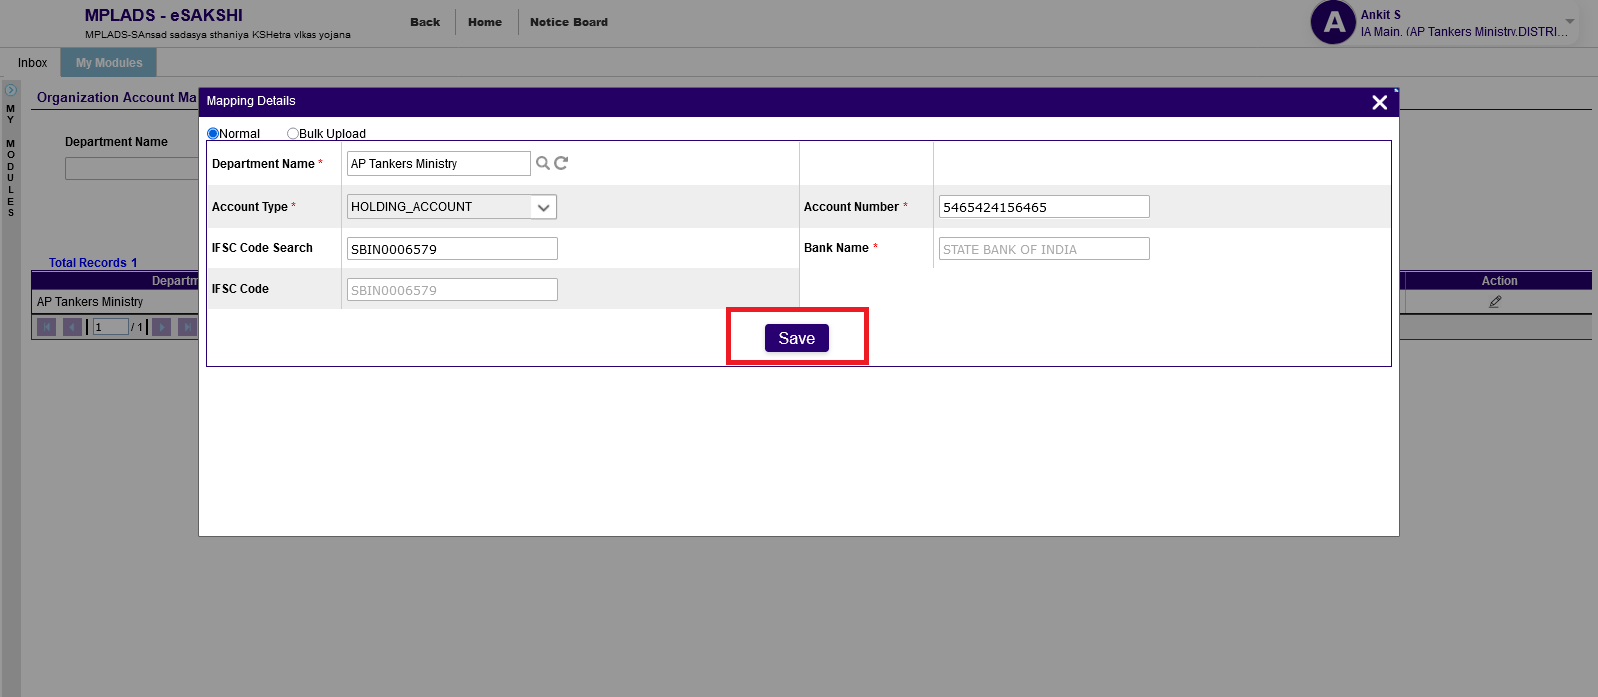 MPLADS - eSAKSHI
MPLADS-SAnsad sadasya sthaniya KSHetra vIkas yojana
Back Home Notice Board
A
Ankit S
IA Main, (AP Tankers Ministry,DISTRI...
Inbox My Modules
MY MODULES
Organization Account Ma
Mapping Details
Normal Bulk Upload
Department Name
Department Name * AP Tankers Ministry
Account Type * HOLDING_ACCOUNT Account Number * 5465424156465
IFSC Code Search SBIN0006579 Bank Name * STATE BANK OF INDIA
IFSC Code SBIN0006579
Save
Total Records 1
Departm Action
AP Tankers Ministry
1 / 1